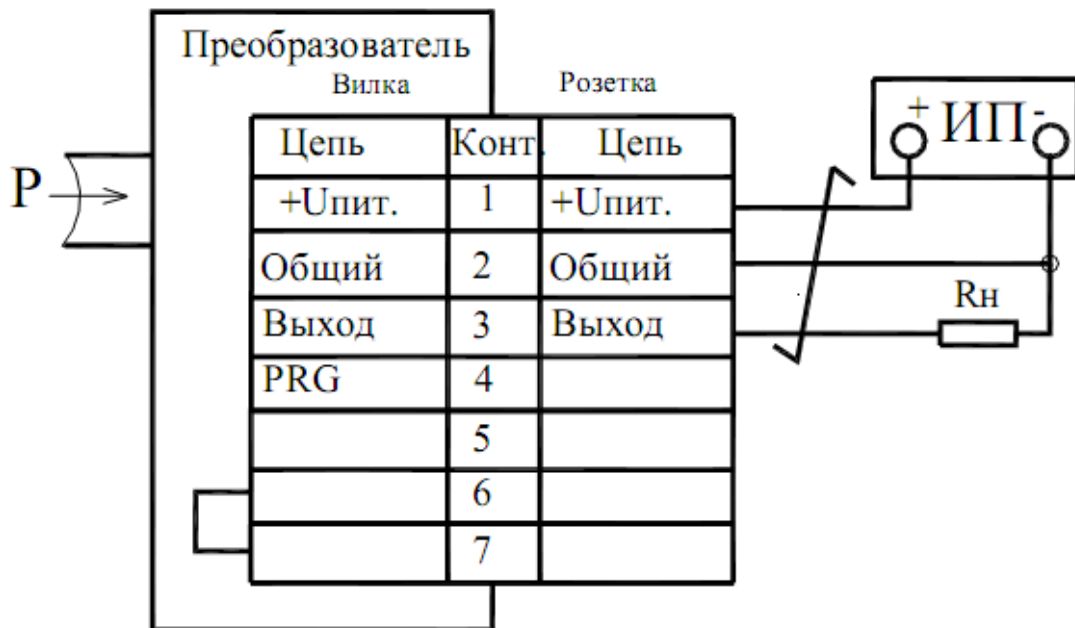 Преобразователь
Вилка Розетка
+ ИП -
Цепь Конт. Цепь
P +Uпит. 1 +Uпит.
Общий 2 Общий
Rн
Выход 3 Выход
PRG 4
5
6
7